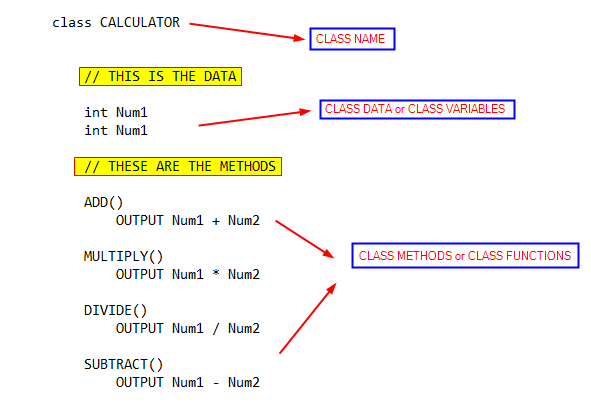 class CALCULATOR
CLASS NAME
// THIS IS THE DATA
int Num1
int Num1
CLASS DATA or CLASS VARIABLES
// THESE ARE THE METHODS
ADD()
OUTPUT Num1 + Num2
MULTIPLY()
OUTPUT Num1 * Num2
CLASS METHODS or CLASS FUNCTIONS
DIVIDE()
OUTPUT Num1 / Num2
SUBTRACT()
OUTPUT Num1 - Num2